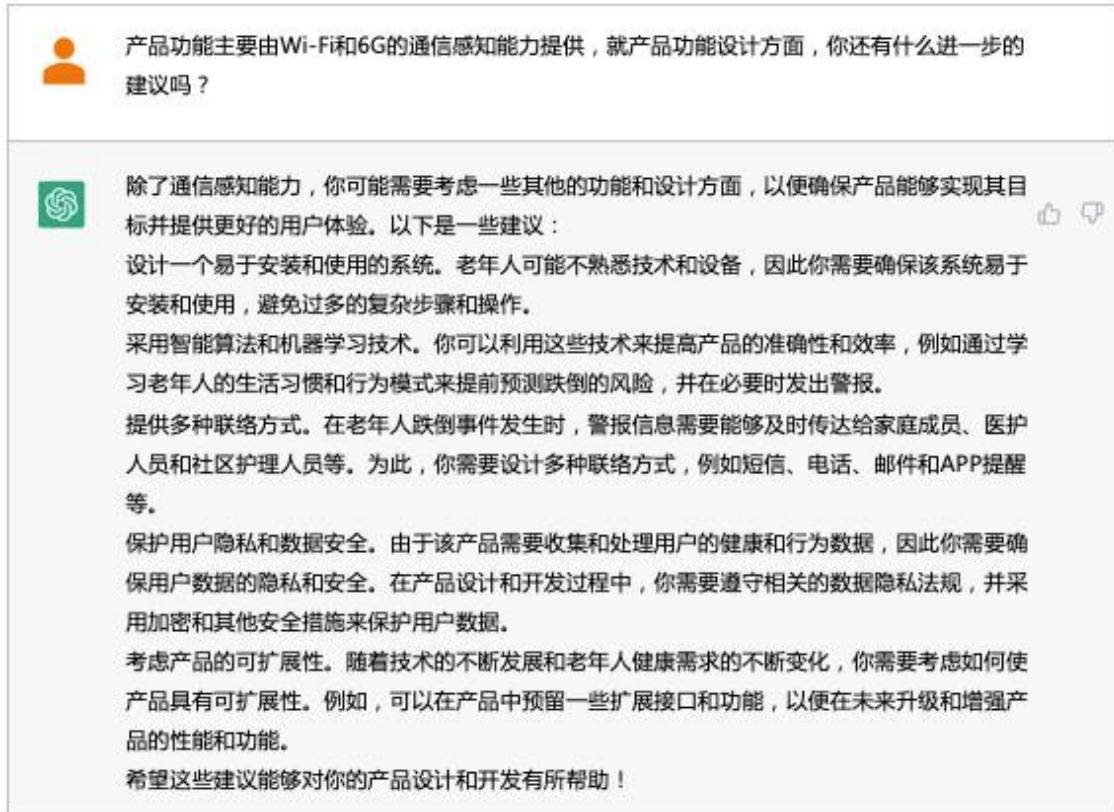 产品功能主要由Wi-Fi和6G的通信感知能力提供，就产品功能设计方面，你还有什么进一步的
建议吗？
除了通信感知能力，你可能需要考虑一些其他的功能和设计方面，以便确保产品能够实现其目
标并提供更好的用户体验。以下是一些建议：
设计一个易于安装和使用的系统。老年人可能不熟悉技术和设备，因此你需要确保该系统易于
安装和使用，避免过多的复杂步骤和操作。
采用智能算法和机器学习技术。你可以利用这些技术来提高产品的准确性和效率，例如通过学
习老年人的生活习惯和行为模式来提前预测跌倒的风险，并在必要时发出警报。
提供多种联络方式。在老年人跌倒事件发生时，警报信息需要能够及时传达给家庭成员、医护
人员和社区护理人员等。为此，你需要设计多种联络方式，例如短信、电话、邮件和APP提醒
等。
保护用户隐私和数据安全。由于该产品需要收集和处理用户的健康和行为数据，因此你需要确
保用户数据的隐私和安全。在产品设计和开发过程中，你需要遵守相关的数据隐私法规，并采
用加密和其他安全措施来保护用户数据。
考虑产品的可扩展性。随着技术的不断发展和老年人健康需求的不断变化，你需要考虑如何使
产品具有可扩展性。例如，可以在产品中预留一些扩展接口和功能，以便在未来升级和增强产
品的性能和功能。
希望这些建议能够对你的产品设计和开发有所帮助！